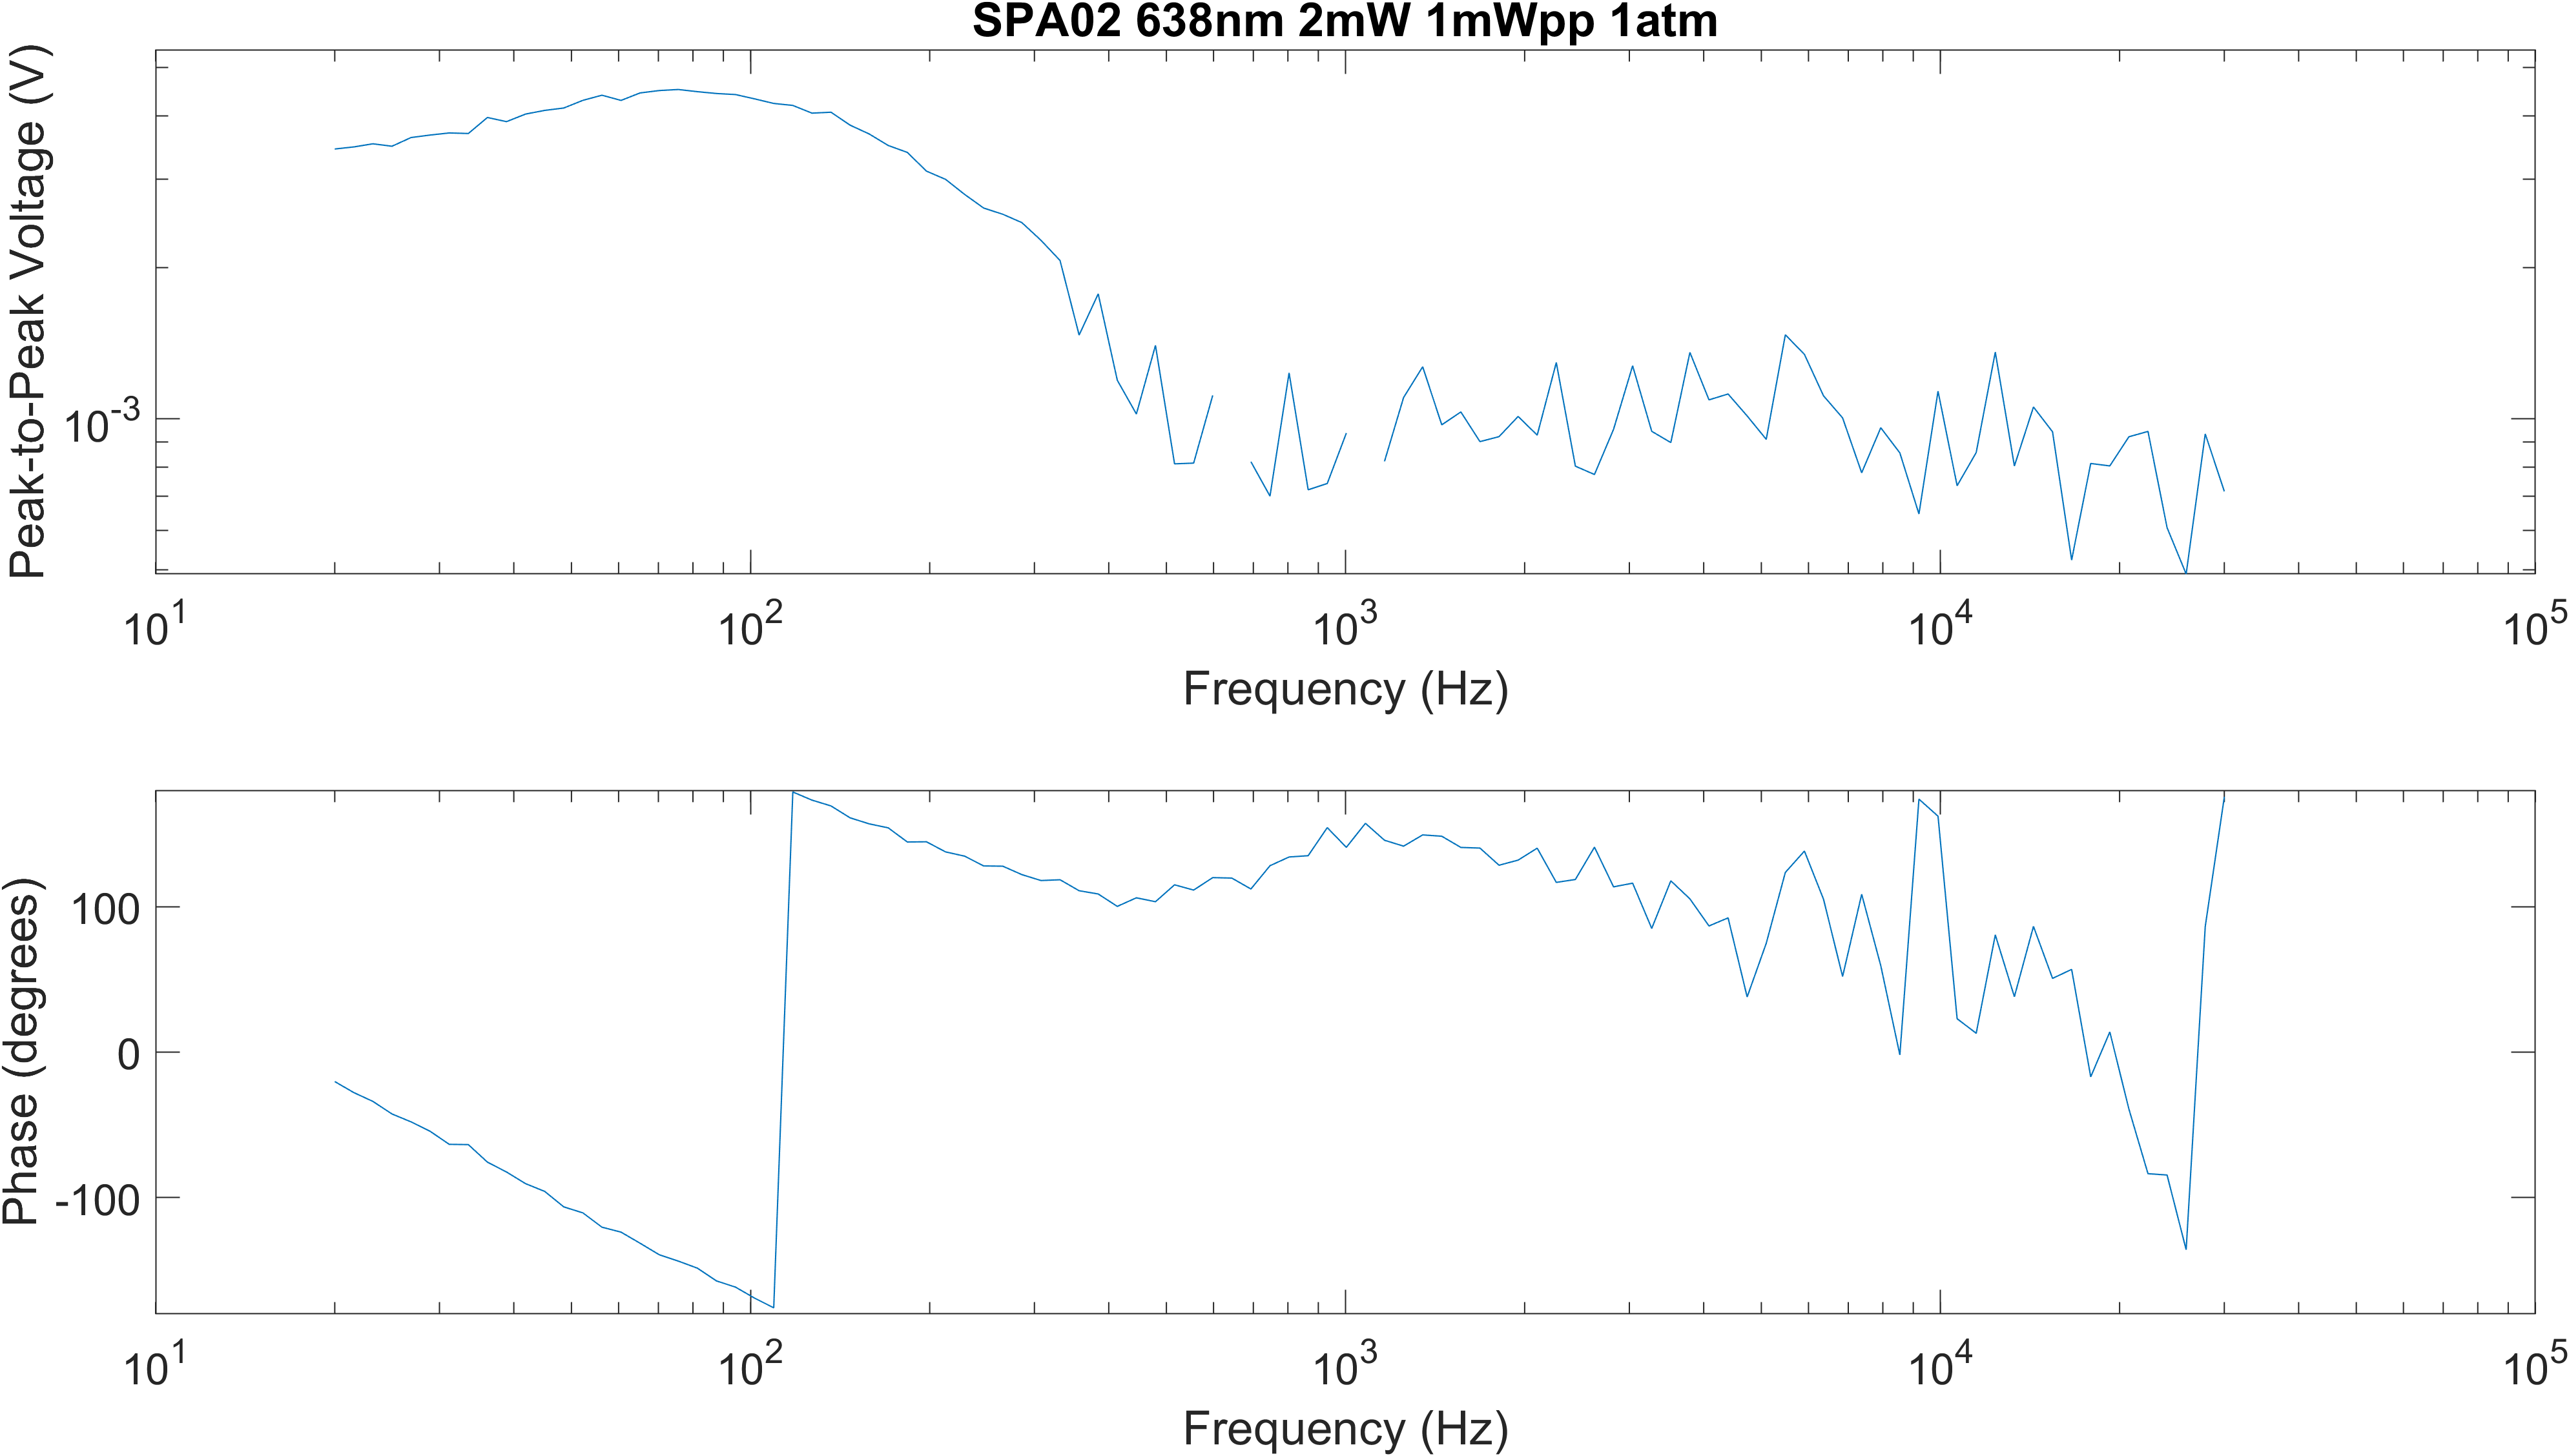 SPA02 638nm 2mW 1mWpp 1atm
Peak-to-Peak Voltage (V)
10⁻³
10¹ 10² 10³ 10⁴ 10⁵
Frequency (Hz)
Phase (degrees)
100
0
-100
10¹ 10² 10³ 10⁴ 10⁵
Frequency (Hz)